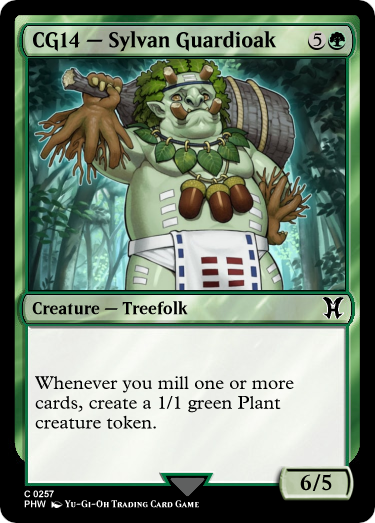 CG14 — Sylvan Guardioak 5
Creature — Treefolk
Whenever you mill one or more
cards, create a 1/1 green Plant
creature token.
6/5
C 0257
PHW Yu-Gi-Oh Trading Card Game